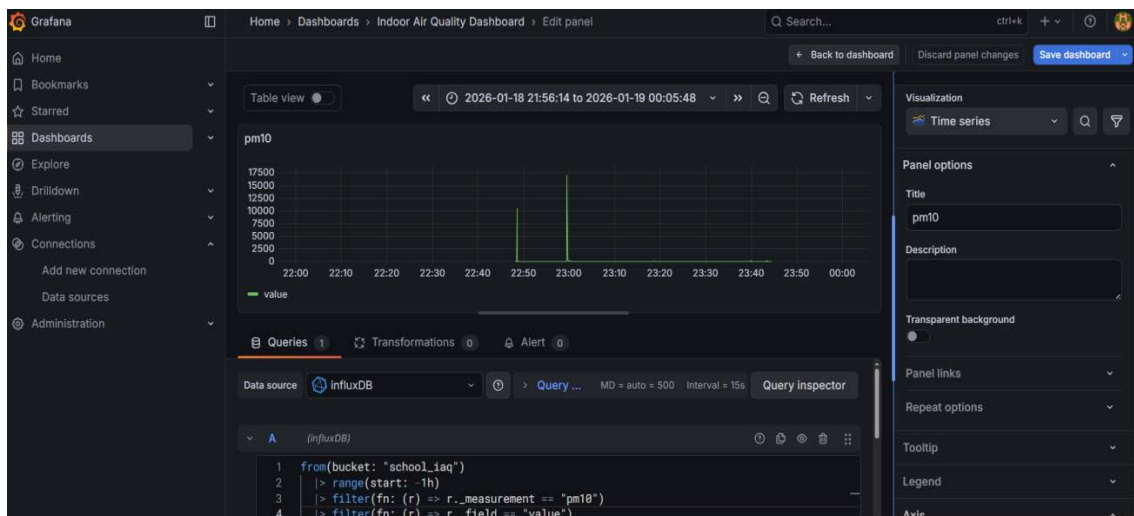 Grafana
Home > Dashboards > Indoor Air Quality Dashboard > Edit panel
Search...
ctrl+k
Back to dashboard
Discard panel changes
Save dashboard
Home
Bookmarks
Starred
Dashboards
Explore
Drilldown
Alerting
Connections
Add new connection
Data sources
Administration
Table view
2026-01-18 21:56:14 to 2026-01-19 00:05:48
Refresh
pm10
17500
15000
12500
10000
7500
5000
2500
0
22:00 22:10 22:20 22:30 22:40 22:50 23:00 23:10 23:20 23:30 23:40 23:50 00:00
value
Queries 1 Transformations 0 Alert 0
Data source influxDB Query ... MD = auto = 500 Interval = 15s Query inspector
A (influxDB)
1 from(bucket: "school_iaq")
2 |> range(start: -1h)
3 |> filter(fn: (r) => r._measurement == "pm10")
4 |> filter(fn: (r) => r._field == "value")
Visualization
Time series
Panel options
Title
pm10
Description
Transparent background
Panel links
Repeat options
Tooltip
Legend
Axis